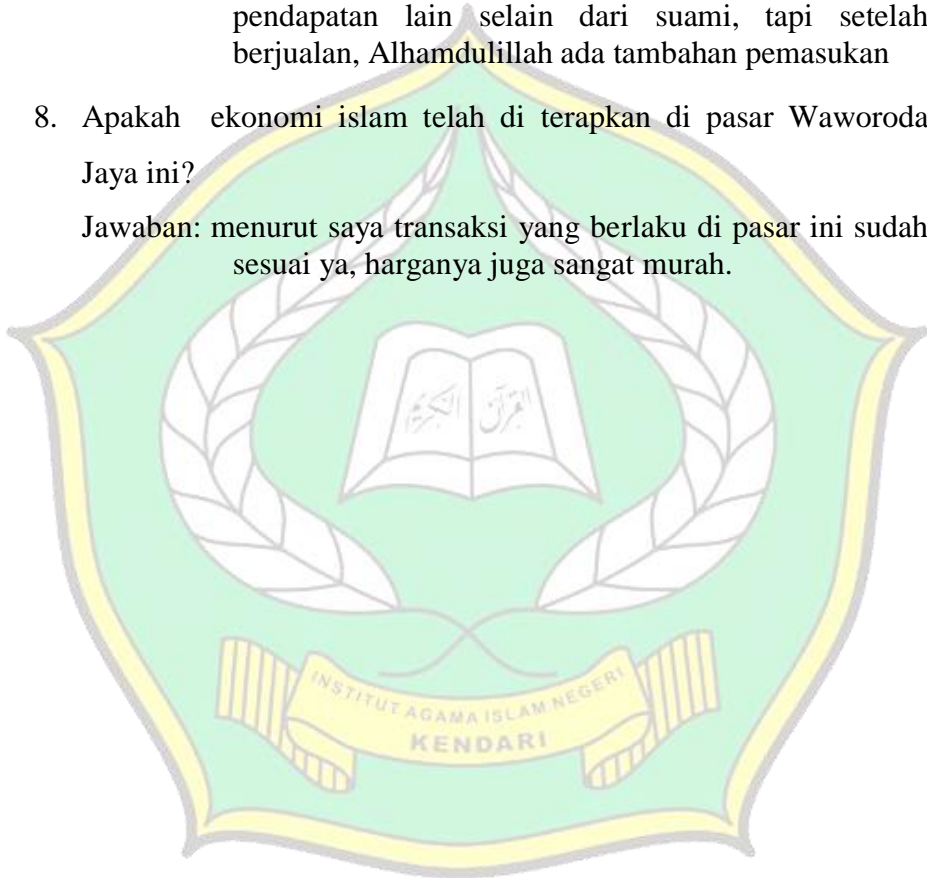 pendapatan lain selain dari suami, tapi setelah
berjualan, Alhamdulillah ada tambahan pemasukan
8. Apakah ekonomi islam telah di terapkan di pasar Waworoda
Jaya ini?
Jawaban: menurut saya transaksi yang berlaku di pasar ini sudah
sesuai ya, harganya juga sangat murah.
القرآن الكريم
INSTITUT AGAMA ISLAM NEGERI
KENDARI